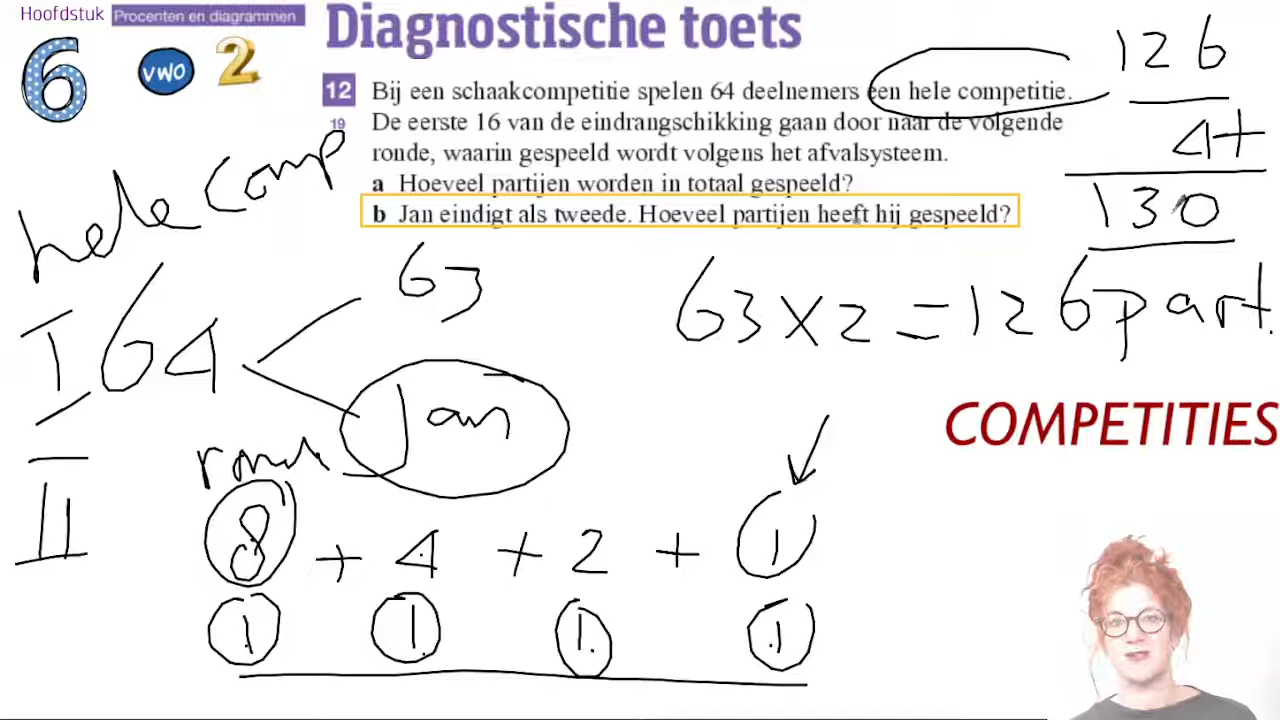 Hoofdstuk Procenten en diagrammen
6 vwo 2
Diagnostische toets
12 Bij een schaakcompetitie spelen 64 deelnemers een hele competitie.
19 De eerste 16 van de eindrangschikking gaan door naar de volgende
ronde, waarin gespeeld wordt volgens het afvalsysteem.
a Hoeveel partijen worden in totaal gespeeld?
b Jan eindigt als tweede. Hoeveel partijen heeft hij gespeeld?
126
4+
130
hele comp
I 64
63
Jan
63 x 2 = 126 part.
COMPETITIES
II
ronde
8 + 4 + 2 + 1
1 1 1 1